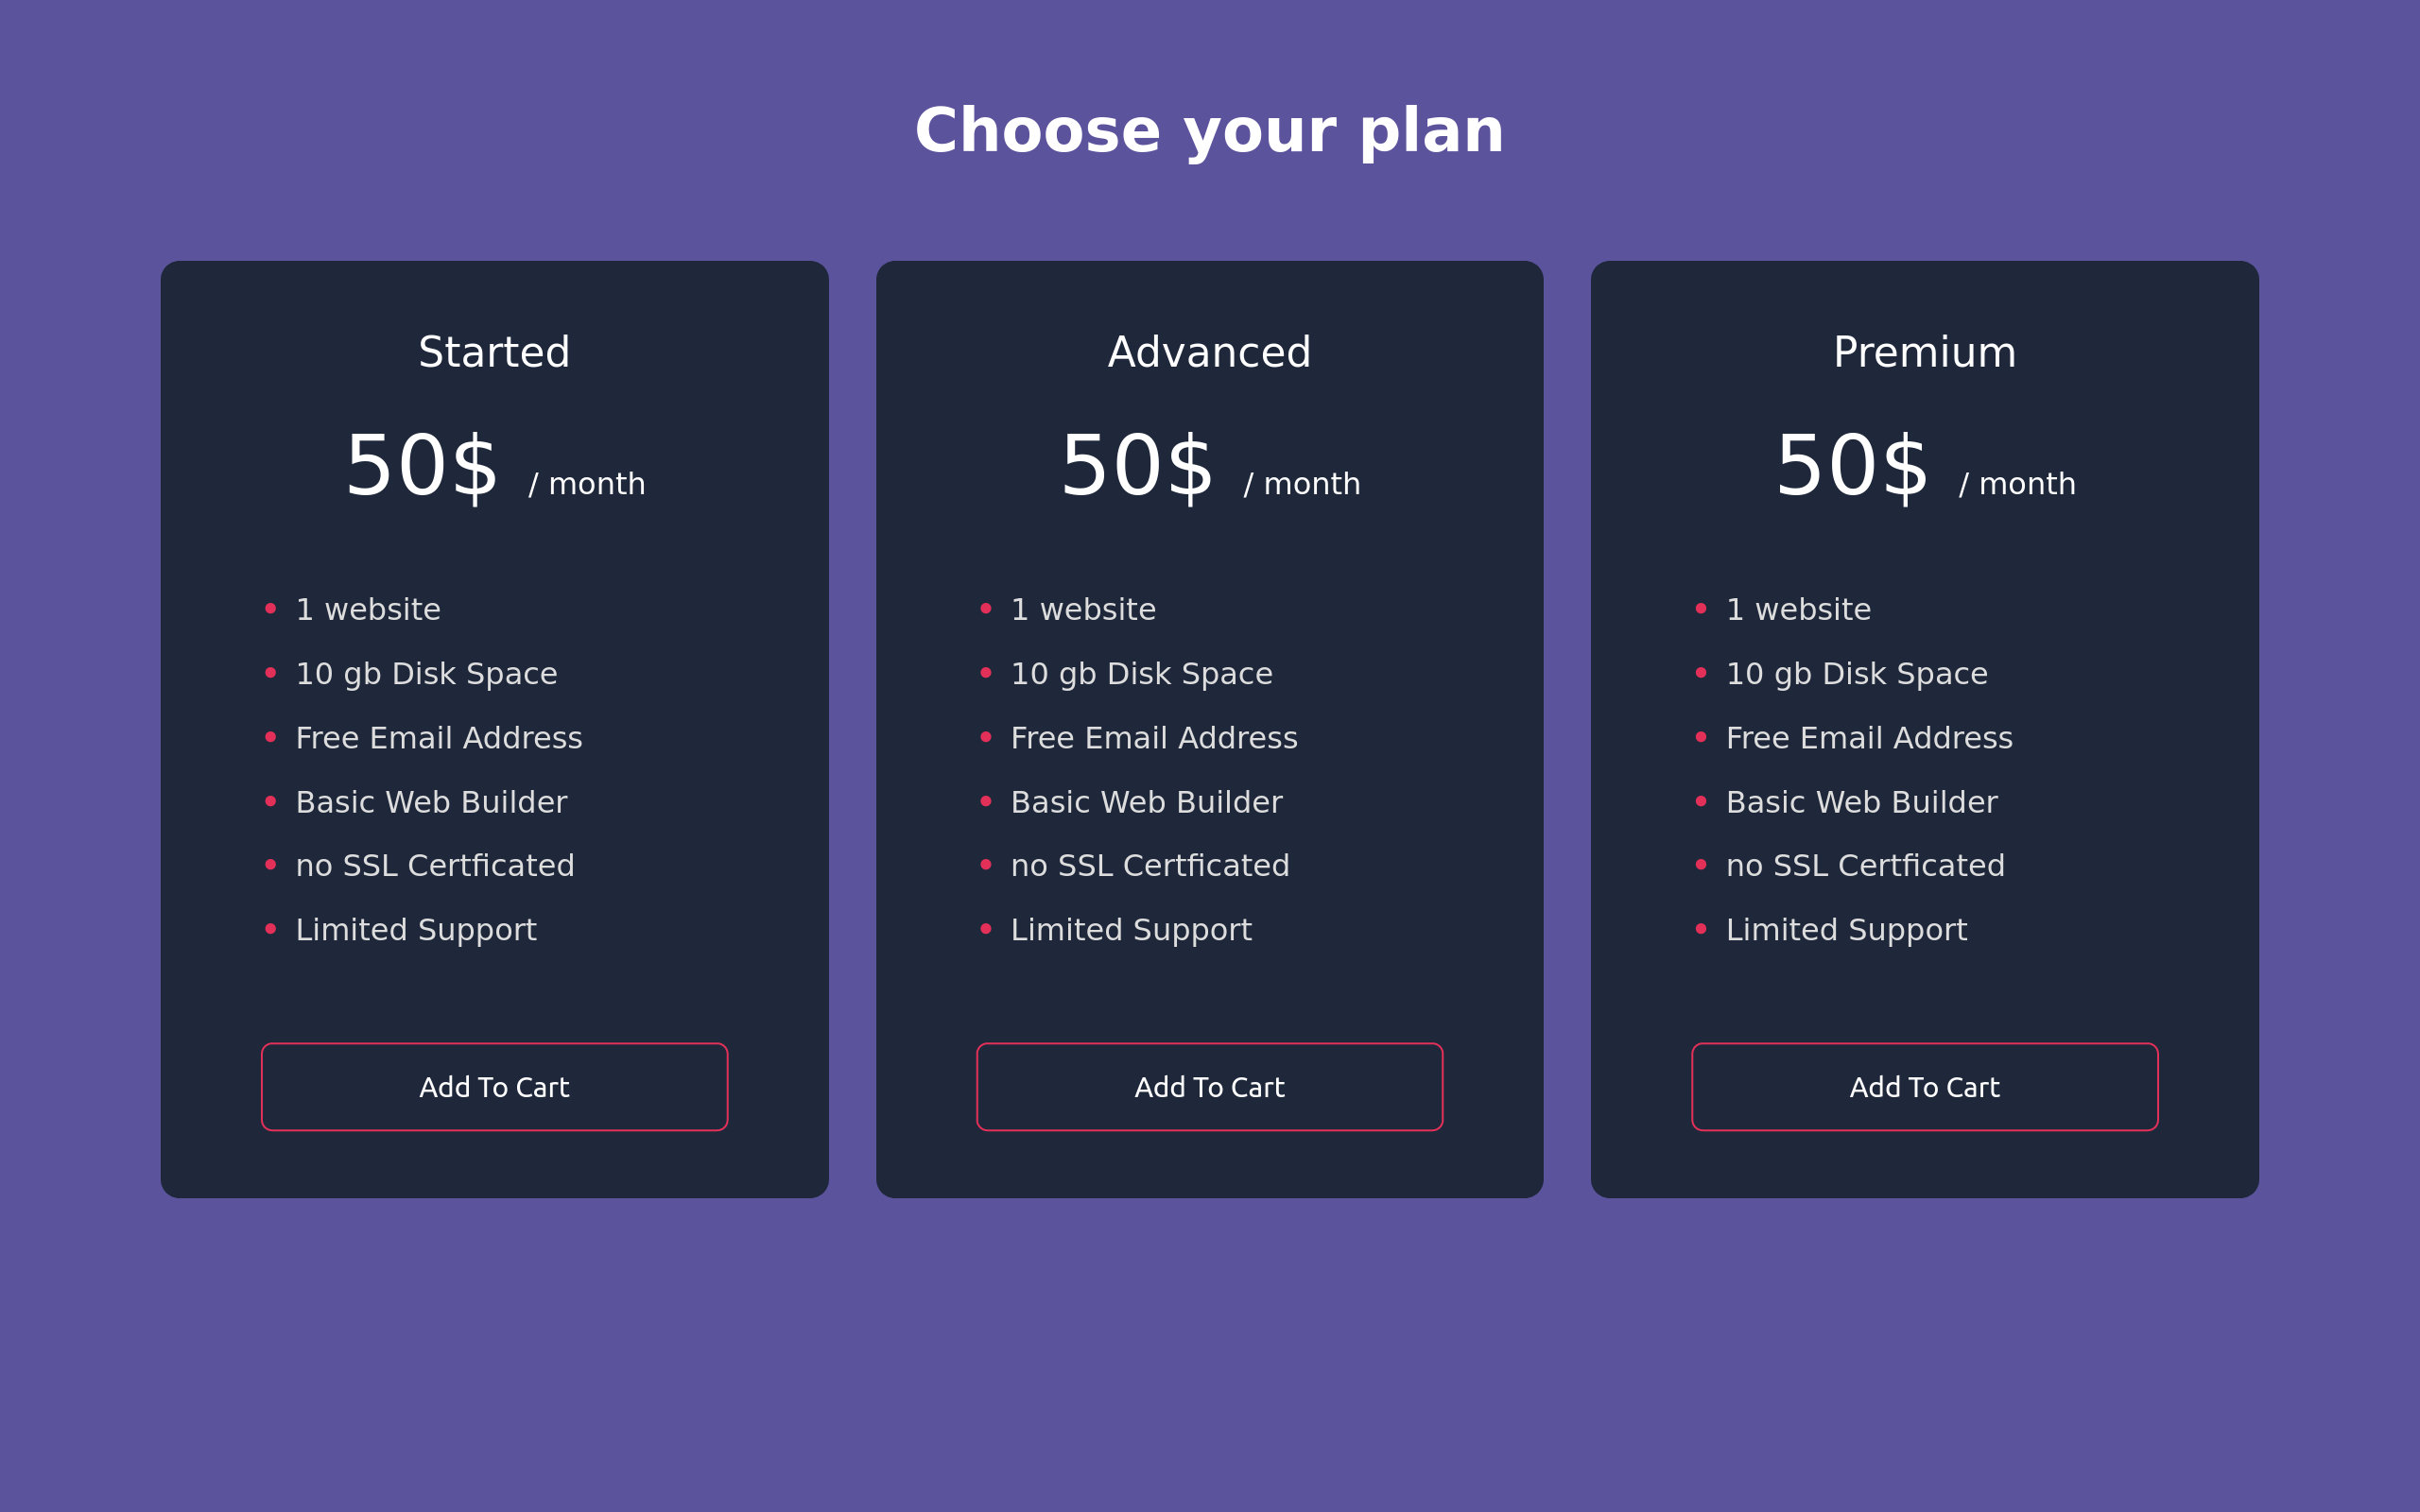 Choose your plan
Started
50$ / month
1 website
10 gb Disk Space
Free Email Address
Basic Web Builder
no SSL Certficated
Limited Support
Add To Cart
Advanced
50$ / month
1 website
10 gb Disk Space
Free Email Address
Basic Web Builder
no SSL Certficated
Limited Support
Add To Cart
Premium
50$ / month
1 website
10 gb Disk Space
Free Email Address
Basic Web Builder
no SSL Certficated
Limited Support
Add To Cart